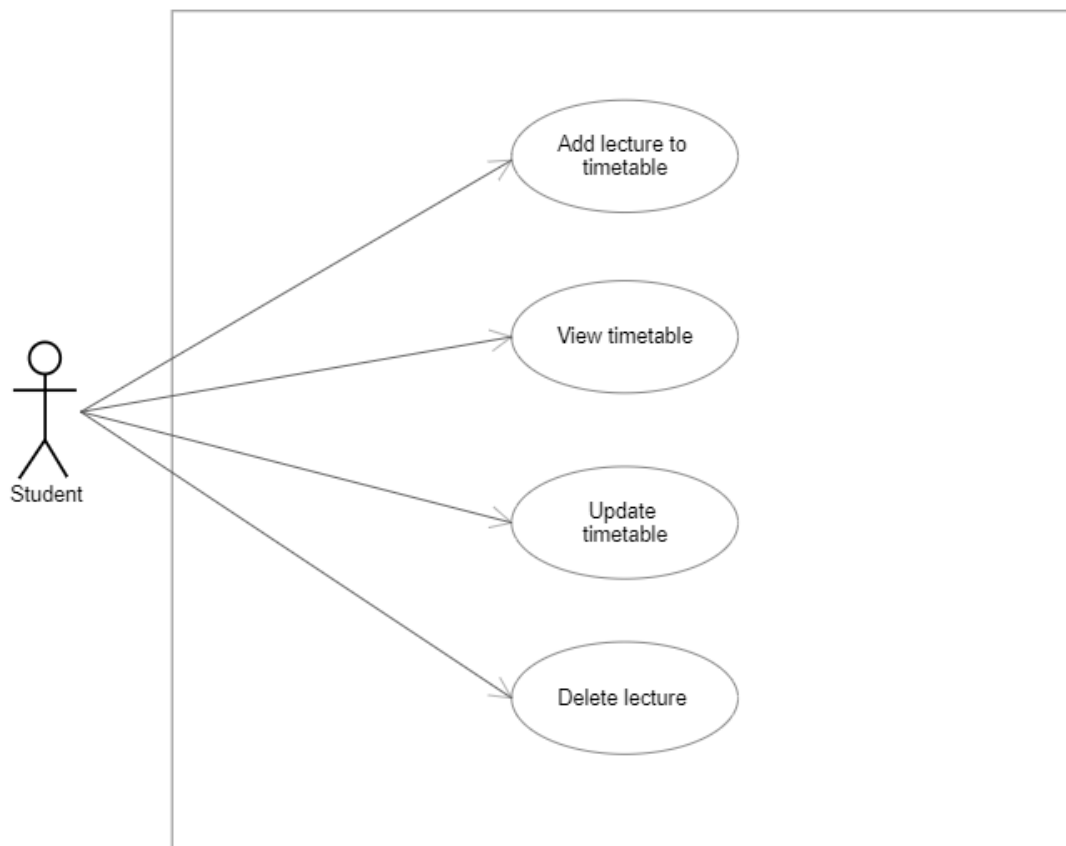 Add lecture to
timetable
View timetable
Student
Update
timetable
Delete lecture